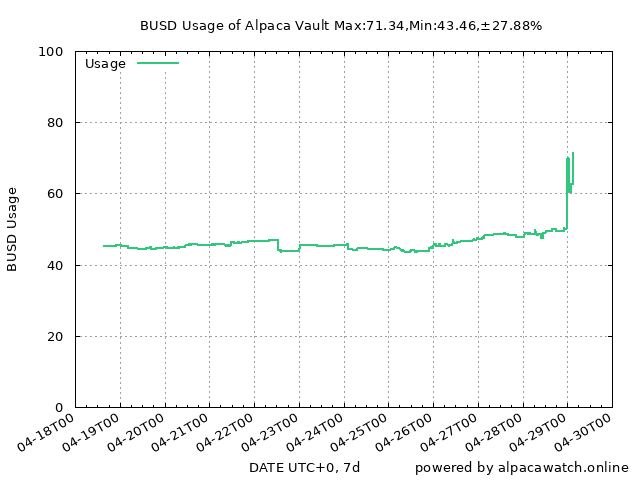 BUSD Usage of Alpaca Vault Max:71.34,Min:43.46,±27.88%
Usage
100
80
60
40
20
0
BUSD Usage
04-18T00
04-19T00
04-20T00
04-21T00
04-22T00
04-23T00
04-24T00
04-25T00
04-26T00
04-27T00
04-28T00
04-29T00
04-30T00
DATE UTC+0, 7d
powered by alpacawatch.online